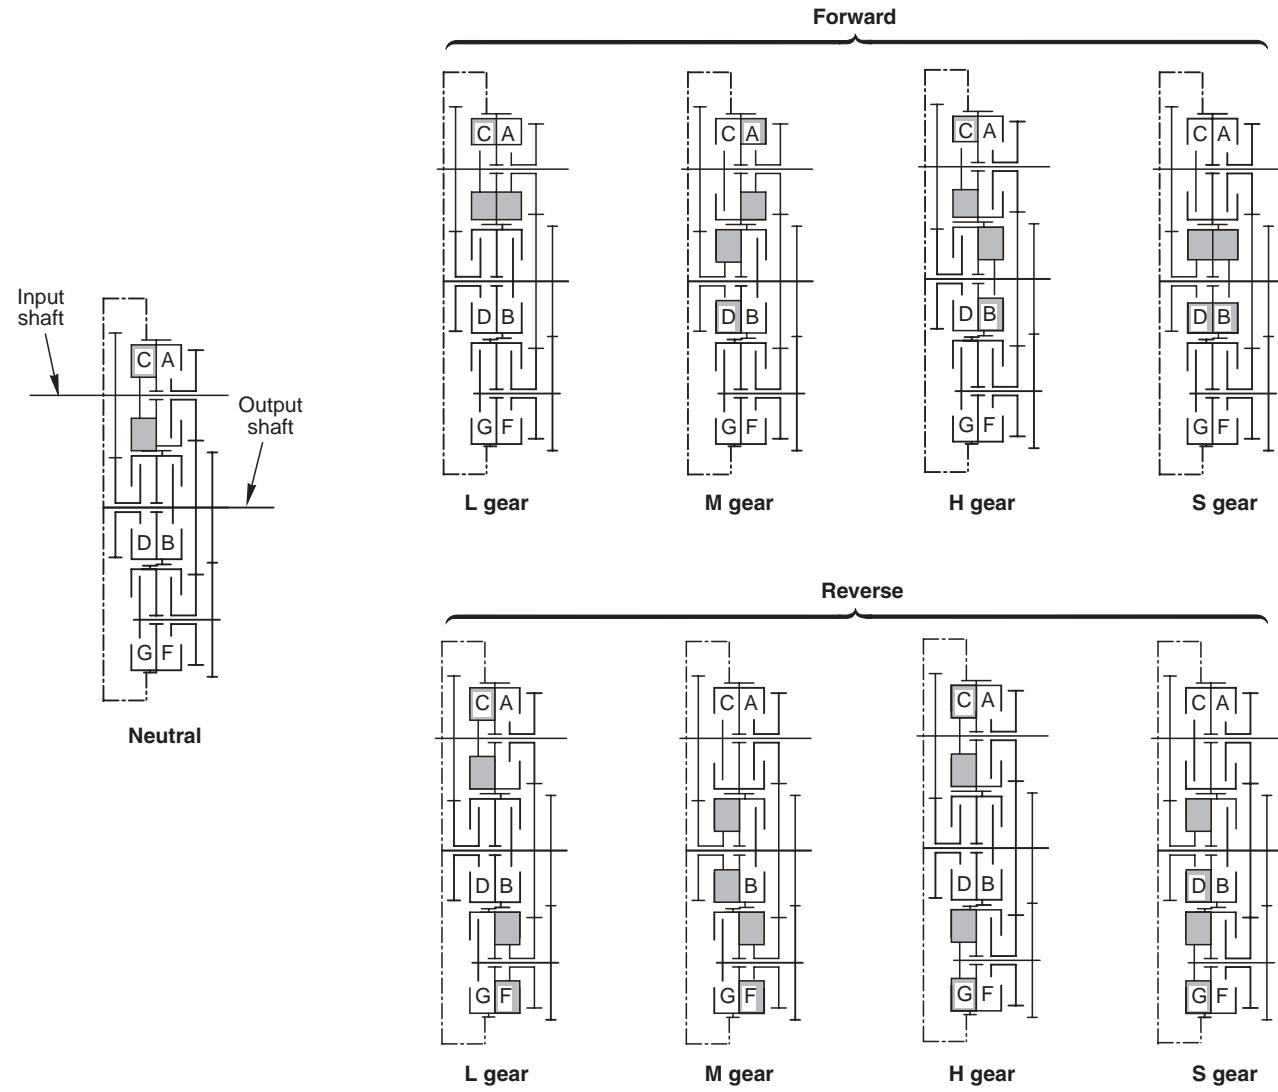 Forward
C A
D B
G F
L gear
C A
D B
G F
M gear
C A
D B
G F
H gear
C A
D B
G F
S gear
Input
shaft
Output
shaft
C A
D B
G F
Neutral
Reverse
C A
D B
G F
L gear
C A
B
G F
M gear
C A
D B
G F
H gear
C A
D B
G F
S gear